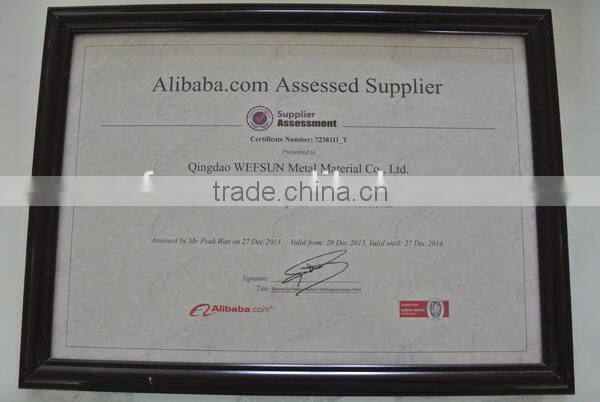 Alibaba.com Assessed Supplier
Supplier
Assessment
Certificate Number: 7238111_T
Presented to
Qingdao WEFSUN Metal Material Co., Ltd.
trade.china.cn
Assessed by Mr. Peak Wan on 27 Dec 2013 Valid from: 28 Dec 2013, Valid until: 27 Dec 2014.
Signature:
Title:
Alibaba.com®